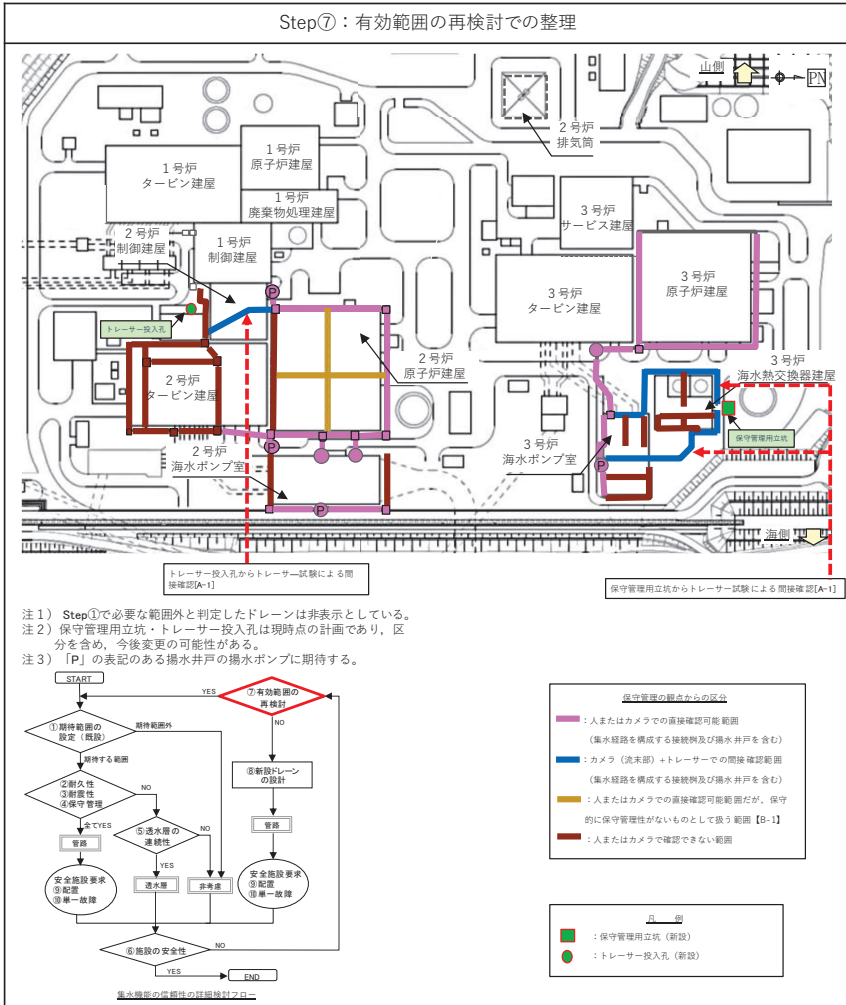 Step⑦：有効範囲の再検討での整理
山側
PN
2号炉
排気筒
1号炉
原子炉建屋
1号炉
タービン建屋
1号炉
廃棄物処理建屋
2号炉
制御建屋
1号炉
制御建屋
3号炉
サービス建屋
3号炉
原子炉建屋
3号炉
タービン建屋
P
トレーサー投入孔
2号炉
原子炉建屋
3号炉
海水熱交換器建屋
2号炉
タービン建屋
保守管理用立坑
P
2号炉
海水ポンプ室
3号炉
海水ポンプ室
P
P
海側
トレーサー投入孔からトレーサー試験による間
接確認[A-1]
保守管理用立坑からトレーサー試験による間接確認[A-1]
注1） Step①で必要な範囲外と判定したドレーンは非表示としている。
注2）保守管理用立坑・トレーサー投入孔は現時点の計画であり，区
分を含め，今後変更の可能性がある。
注3）「P」の表記のある揚水井戸の揚水ポンプに期待する。
START
YES
⑦有効範囲の
再検討
NO
①期待範囲の
設定（既設）
期待範囲外
期待する範囲
⑧新設ドレーン
の設計
②耐久性
③耐震性
④保守管理
NO
全てYES
⑤透水層の
連続性
NO
YES
管路
管路
安全施設要求
⑨配置
⑩単一故障
透水層
非考慮
安全施設要求
⑨配置
⑩単一故障
⑥施設の安全性
NO
YES
END
集水機能の信頼性の詳細検討フロー
保守管理の観点からの区分
：人またはカメラでの直接確認可能範囲
（集水経路を構成する接続桝及び揚水井戸を含む）
：カメラ（流末部）+トレーサーでの間接確認範囲
（集水経路を構成する接続桝及び揚水井戸を含む）
：人またはカメラでの直接確認可能範囲だが，保守
的に保守管理性がないものとして扱う範囲【B-1】
：人またはカメラで確認できない範囲
凡　例
：保守管理用立坑（新設）
：トレーサー投入孔（新設）